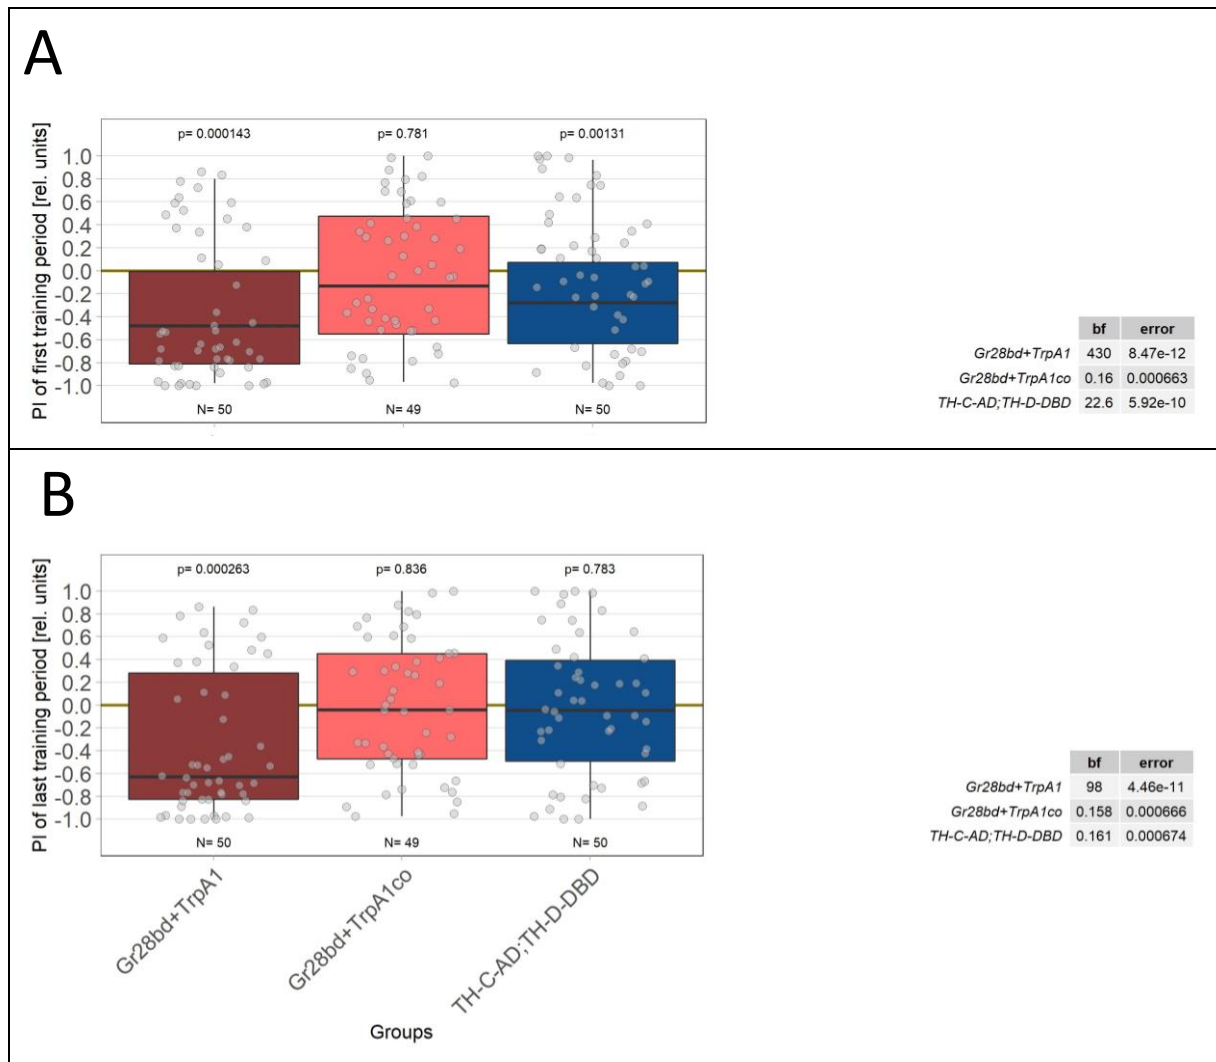 A
PI of first training period [rel. units]
p= 0.000143 p= 0.781 p= 0.00131
1.0
0.8
0.6
0.4
0.2
0.0
-0.2
-0.4
-0.6
-0.8
-1.0
N= 50 N= 49 N= 50
bf error
Gr28bd+TrpA1 430 8.47e-12
Gr28bd+TrpA1co 0.16 0.000663
TH-C-AD;TH-D-DBD 22.6 5.92e-10
B
PI of last training period [rel. units]
p= 0.000263 p= 0.836 p= 0.783
1.0
0.8
0.6
0.4
0.2
0.0
-0.2
-0.4
-0.6
-0.8
-1.0
N= 50 N= 49 N= 50
Gr28bd+TrpA1
Gr28bd+TrpA1co
TH-C-AD;TH-D-DBD
Groups
bf error
Gr28bd+TrpA1 98 4.46e-11
Gr28bd+TrpA1co 0.158 0.000666
TH-C-AD;TH-D-DBD 0.161 0.000674